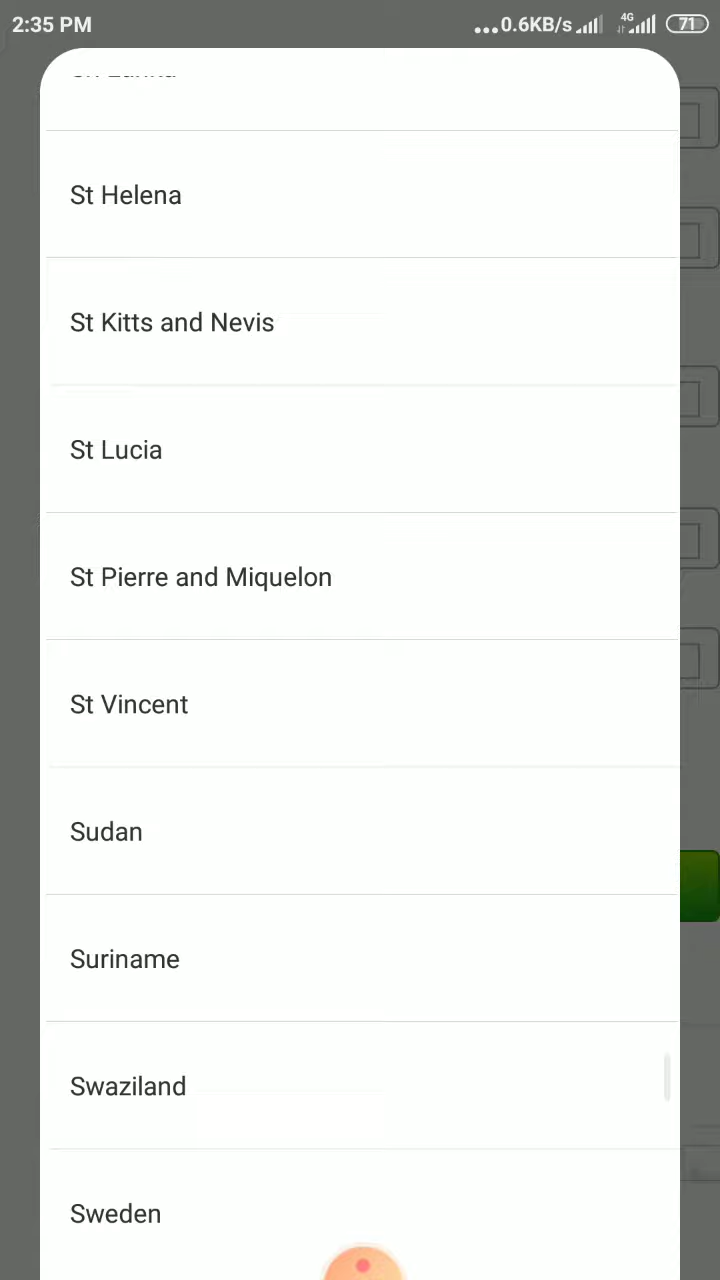 2:35 PM
...0.6KB/s 4G 71
St Helena
St Kitts and Nevis
St Lucia
St Pierre and Miquelon
St Vincent
Sudan
Suriname
Swaziland
Sweden